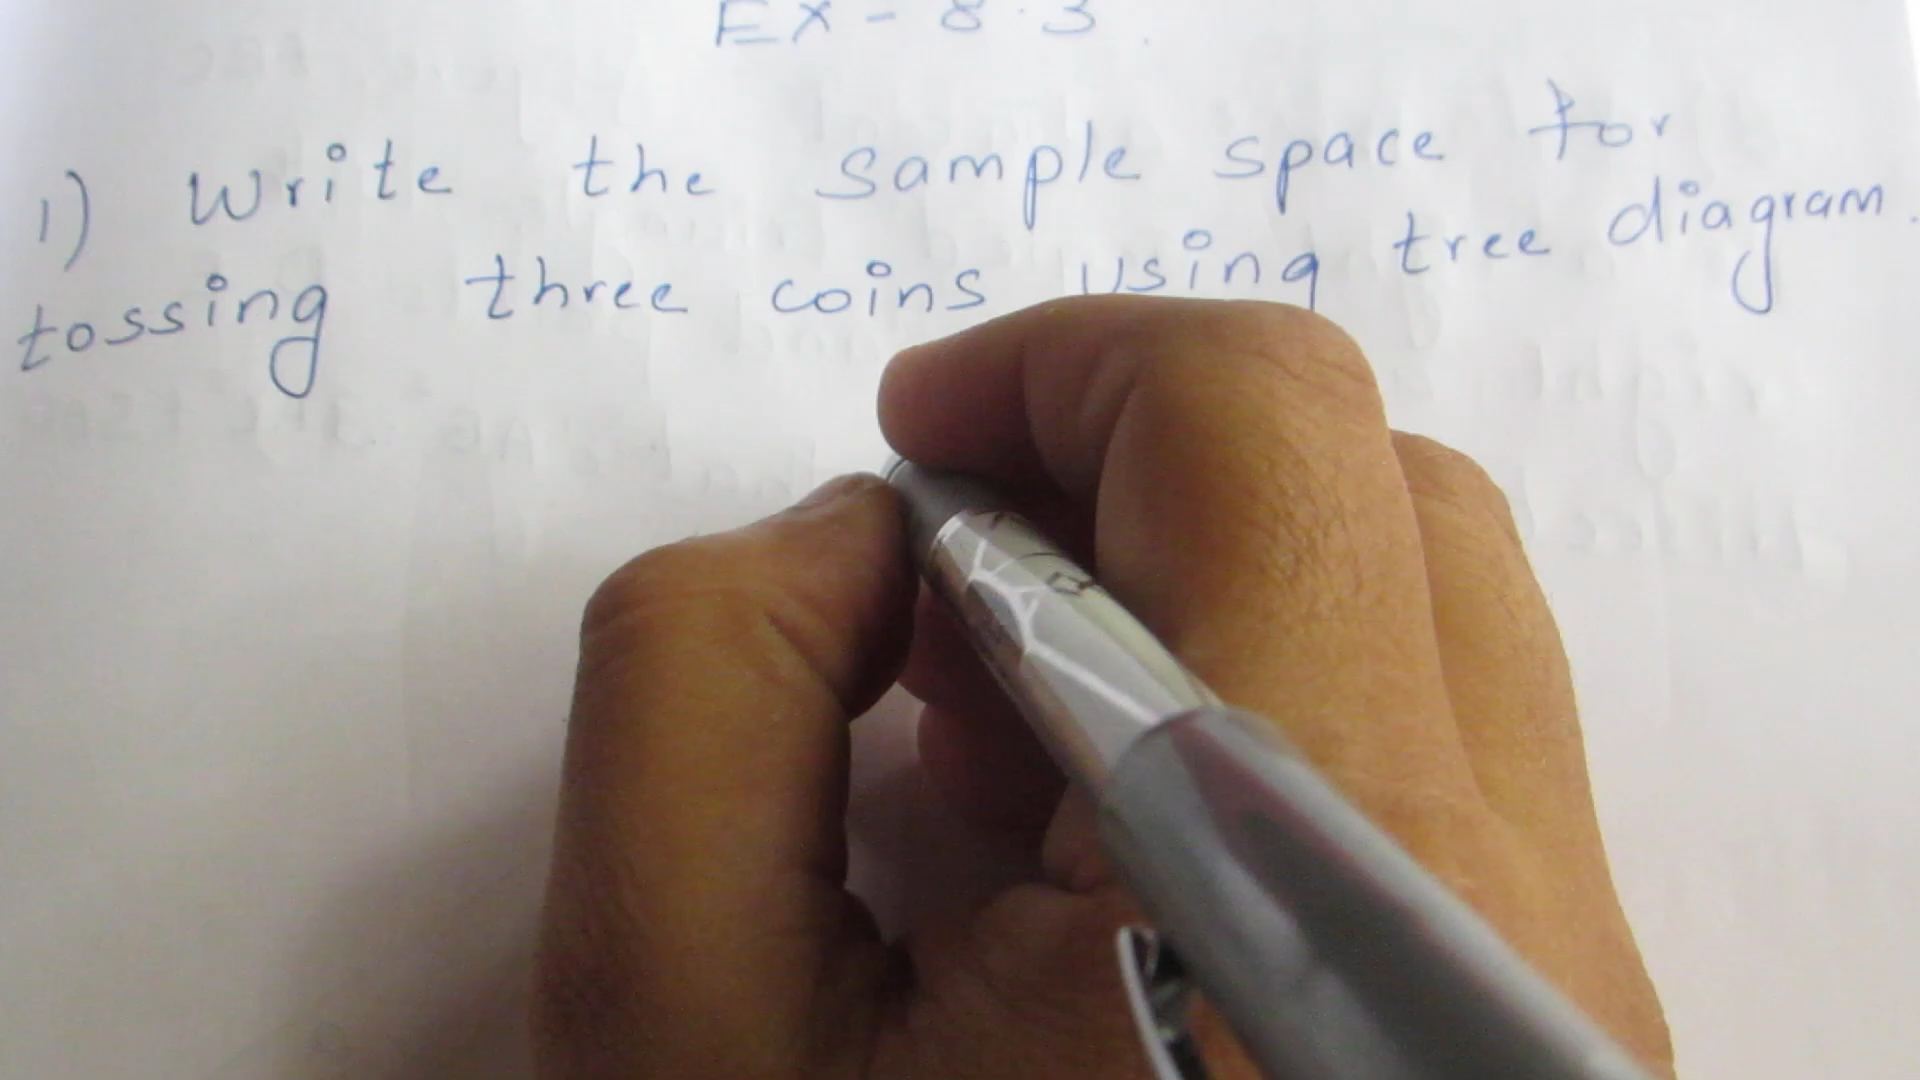 EX - 8.3.
1) Write the sample space for
tossing three coins using tree diagram.